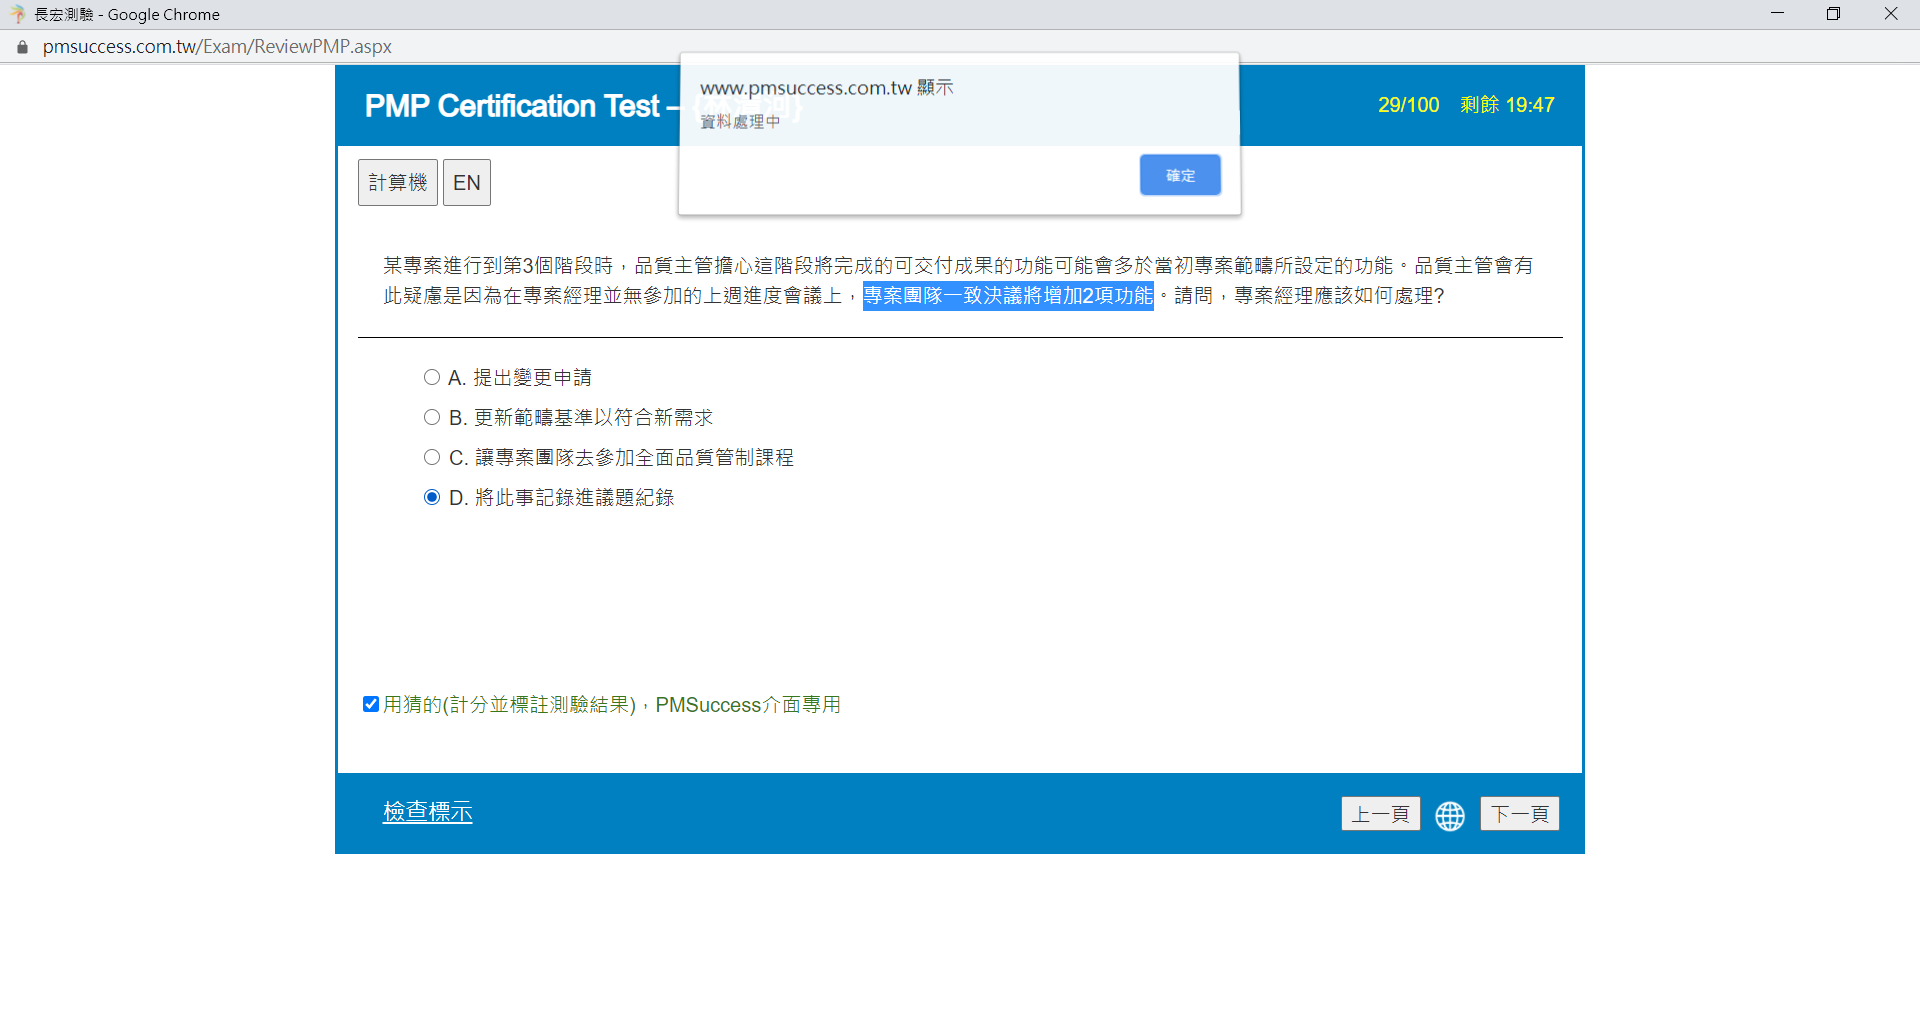 長宏測驗 - Google Chrome
pmsuccess.com.tw/Exam/ReviewPMP.aspx
www.pmsuccess.com.tw 顯示
資料處理中
確定
PMP Certification Test – {林清河}
29/100 剩餘 19:47
計算機 EN
某專案進行到第3個階段時，品質主管擔心這階段將完成的可交付成果的功能可能會多於當初專案範疇所設定的功能。品質主管會有
此疑慮是因為在專案經理並無參加的上週進度會議上，專案團隊一致決議將增加2項功能。請問，專案經理應該如何處理?
A. 提出變更申請
B. 更新範疇基準以符合新需求
C. 讓專案團隊去參加全面品質管制課程
D. 將此事記錄進議題紀錄
用猜的(計分並標註測驗結果)，PMSuccess介面專用
檢查標示
上一頁 下一頁